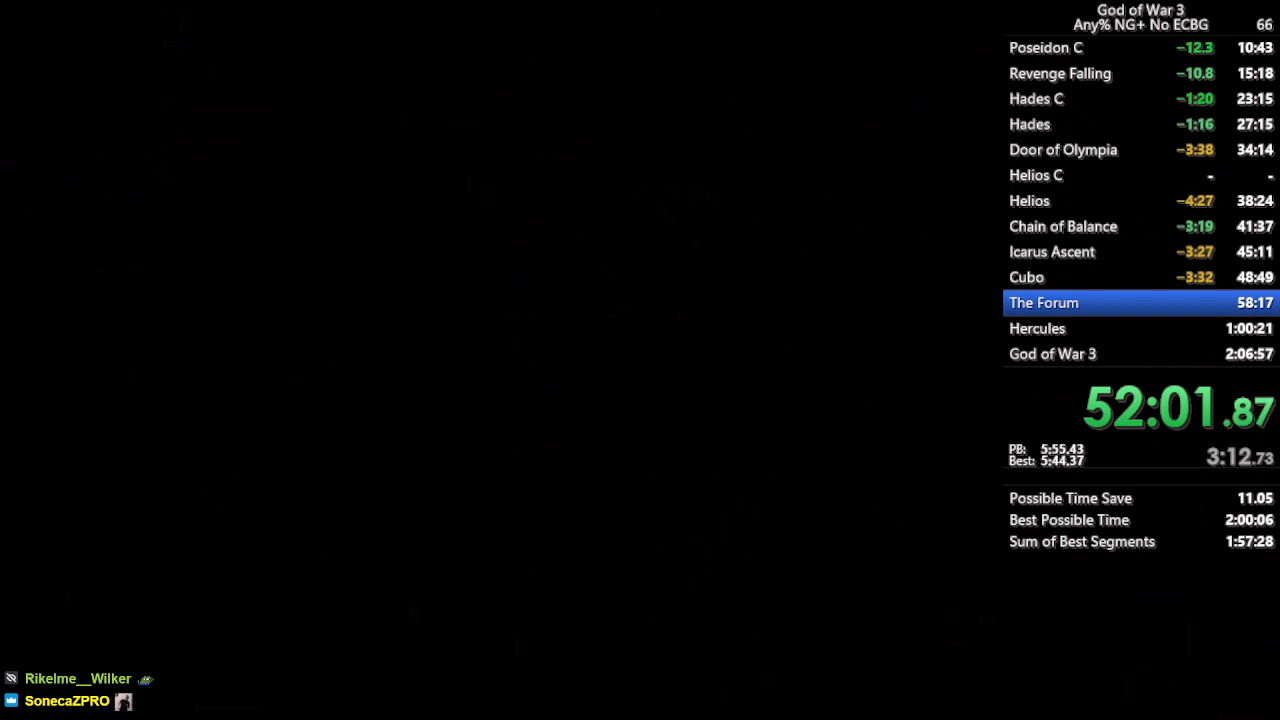 God of War 3
Any% NG+ No ECBG 66
Poseidon C -12.3 10:43
Revenge Falling -10.8 15:18
Hades C -1:20 23:15
Hades -1:16 27:15
Door of Olympia -3:38 34:14
Helios C - -
Helios -4:27 38:24
Chain of Balance -3:19 41:37
Icarus Ascent -3:27 45:11
Cubo -3:32 48:49
The Forum 58:17
Hercules 1:00:21
God of War 3 2:06:57
52:01.87
PB: 5:55.43
Best: 5:44.37
3:12.73
Possible Time Save 11.05
Best Possible Time 2:00:06
Sum of Best Segments 1:57:28
Rikelme__Wilker
SonecaZPRO